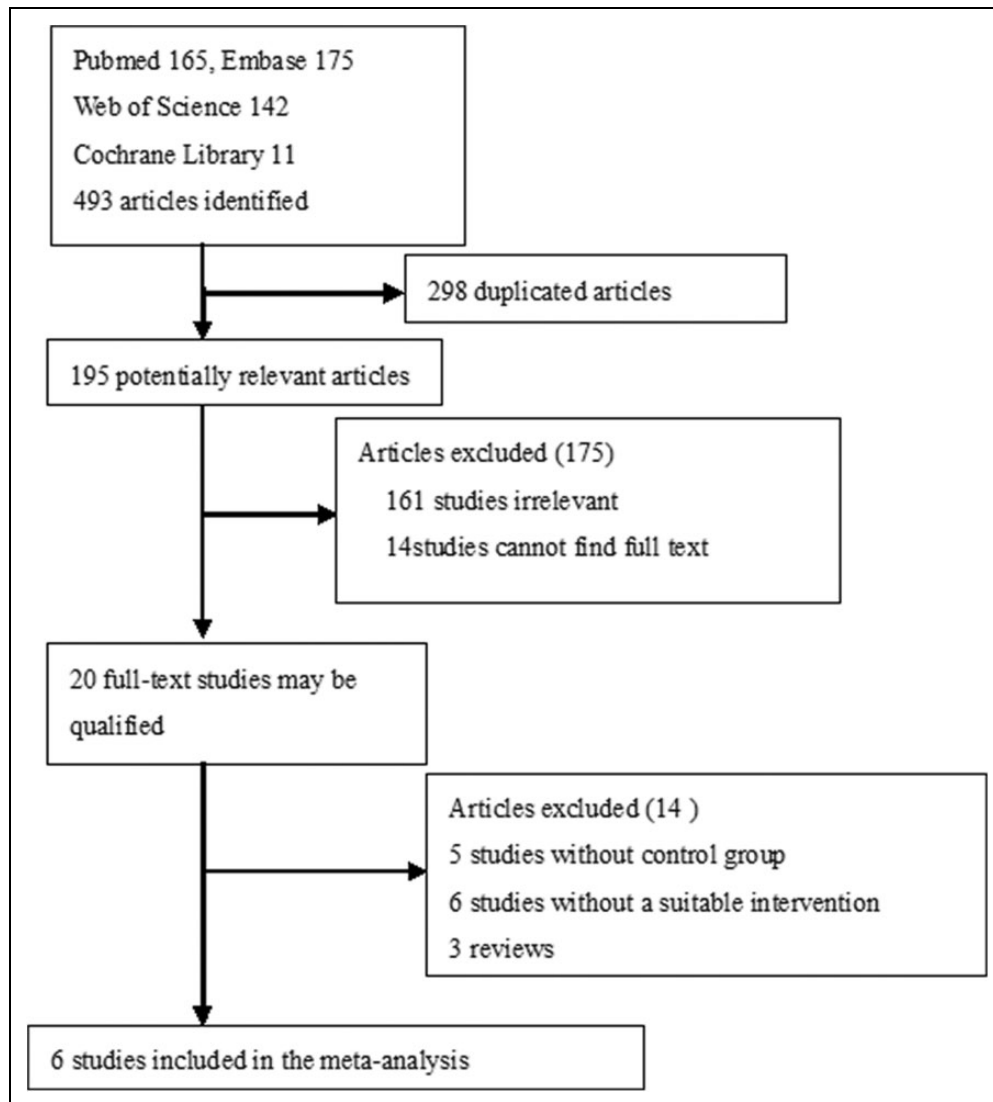 Pubmed 165, Embase 175
Web of Science 142
Cochrane Library 11
493 articles identified
298 duplicated articles
195 potentially relevant articles
Articles excluded (175)
161 studies irrelevant
14studies cannot find full text
20 full-text studies may be
qualified
Articles excluded (14 )
5 studies without control group
6 studies without a suitable intervention
3 reviews
6 studies included in the meta-analysis